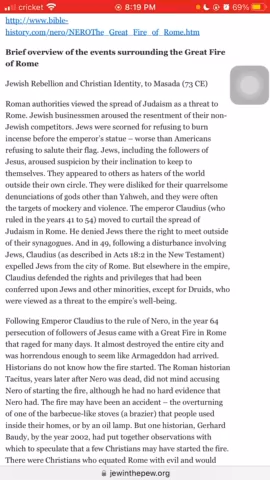 cricket 8:19 PM 69%
http://www.bible-
history.com/nero/NEROThe_Great_Fire_of_Rome.htm
Brief overview of the events surrounding the Great Fire
of Rome
Jewish Rebellion and Christian Identity, to Masada (73 CE)
Roman authorities viewed the spread of Judaism as a threat to
Rome. Jewish businessmen aroused the resentment of their non-
Jewish competitors. Jews were scorned for refusing to burn
incense before the emperor's statue – worse than Americans
refusing to salute their flag. Jews, including the followers of
Jesus, aroused suspicion by their inclination to keep to
themselves. They appeared to others as haters of the world
outside their own circle. They were disliked for their quarrelsome
denunciations of gods other than Yahweh, and they were often
the targets of mockery and violence. The emperor Claudius (who
ruled in the years 41 to 54) moved to curtail the spread of
Judaism in Rome. He denied Jews there the right to meet outside
of their synagogues. And in 49, following a disturbance involving
Jews, Claudius (as described in Acts 18:2 in the New Testament)
expelled Jews from the city of Rome. But elsewhere in the empire,
Claudius defended the rights and privileges that had been
conferred upon Jews and other minorities, except for Druids, who
were viewed as a threat to the empire's well-being.
Following Emperor Claudius to the rule of Nero, in the year 64
persecution of followers of Jesus came with a Great Fire in Rome
that raged for many days. It almost destroyed the entire city and
was horrendous enough to seem like Armageddon had arrived.
Historians do not know how the fire started. The Roman historian
Tacitus, years later after Nero was dead, did not mind accusing
Nero of starting the fire, although he had no hard evidence that
Nero had. The fire may have been an accident – the overturning
of one of the barbecue-like stoves (a brazier) that people used
inside their homes, or by an oil lamp. But one historian, Gerhard
Baudy, by the year 2002, had put together observations with
which to speculate that a few Christians may have started the fire.
There were Christians who equated Rome with evil and would
jewinthepew.org